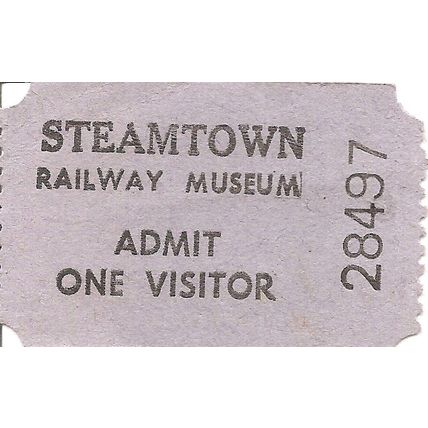 STEAMTOWN
RAILWAY MUSEUM
ADMIT
ONE VISITOR
28497